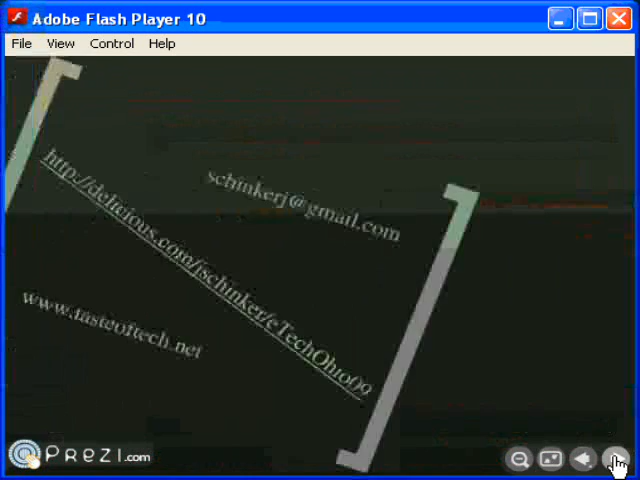 Adobe Flash Player 10
File View Control Help
schinkerj@gmail.com
http://delicious.com/jschinker/eTechOhio09
www.tasteoftech.net
PREZI.com